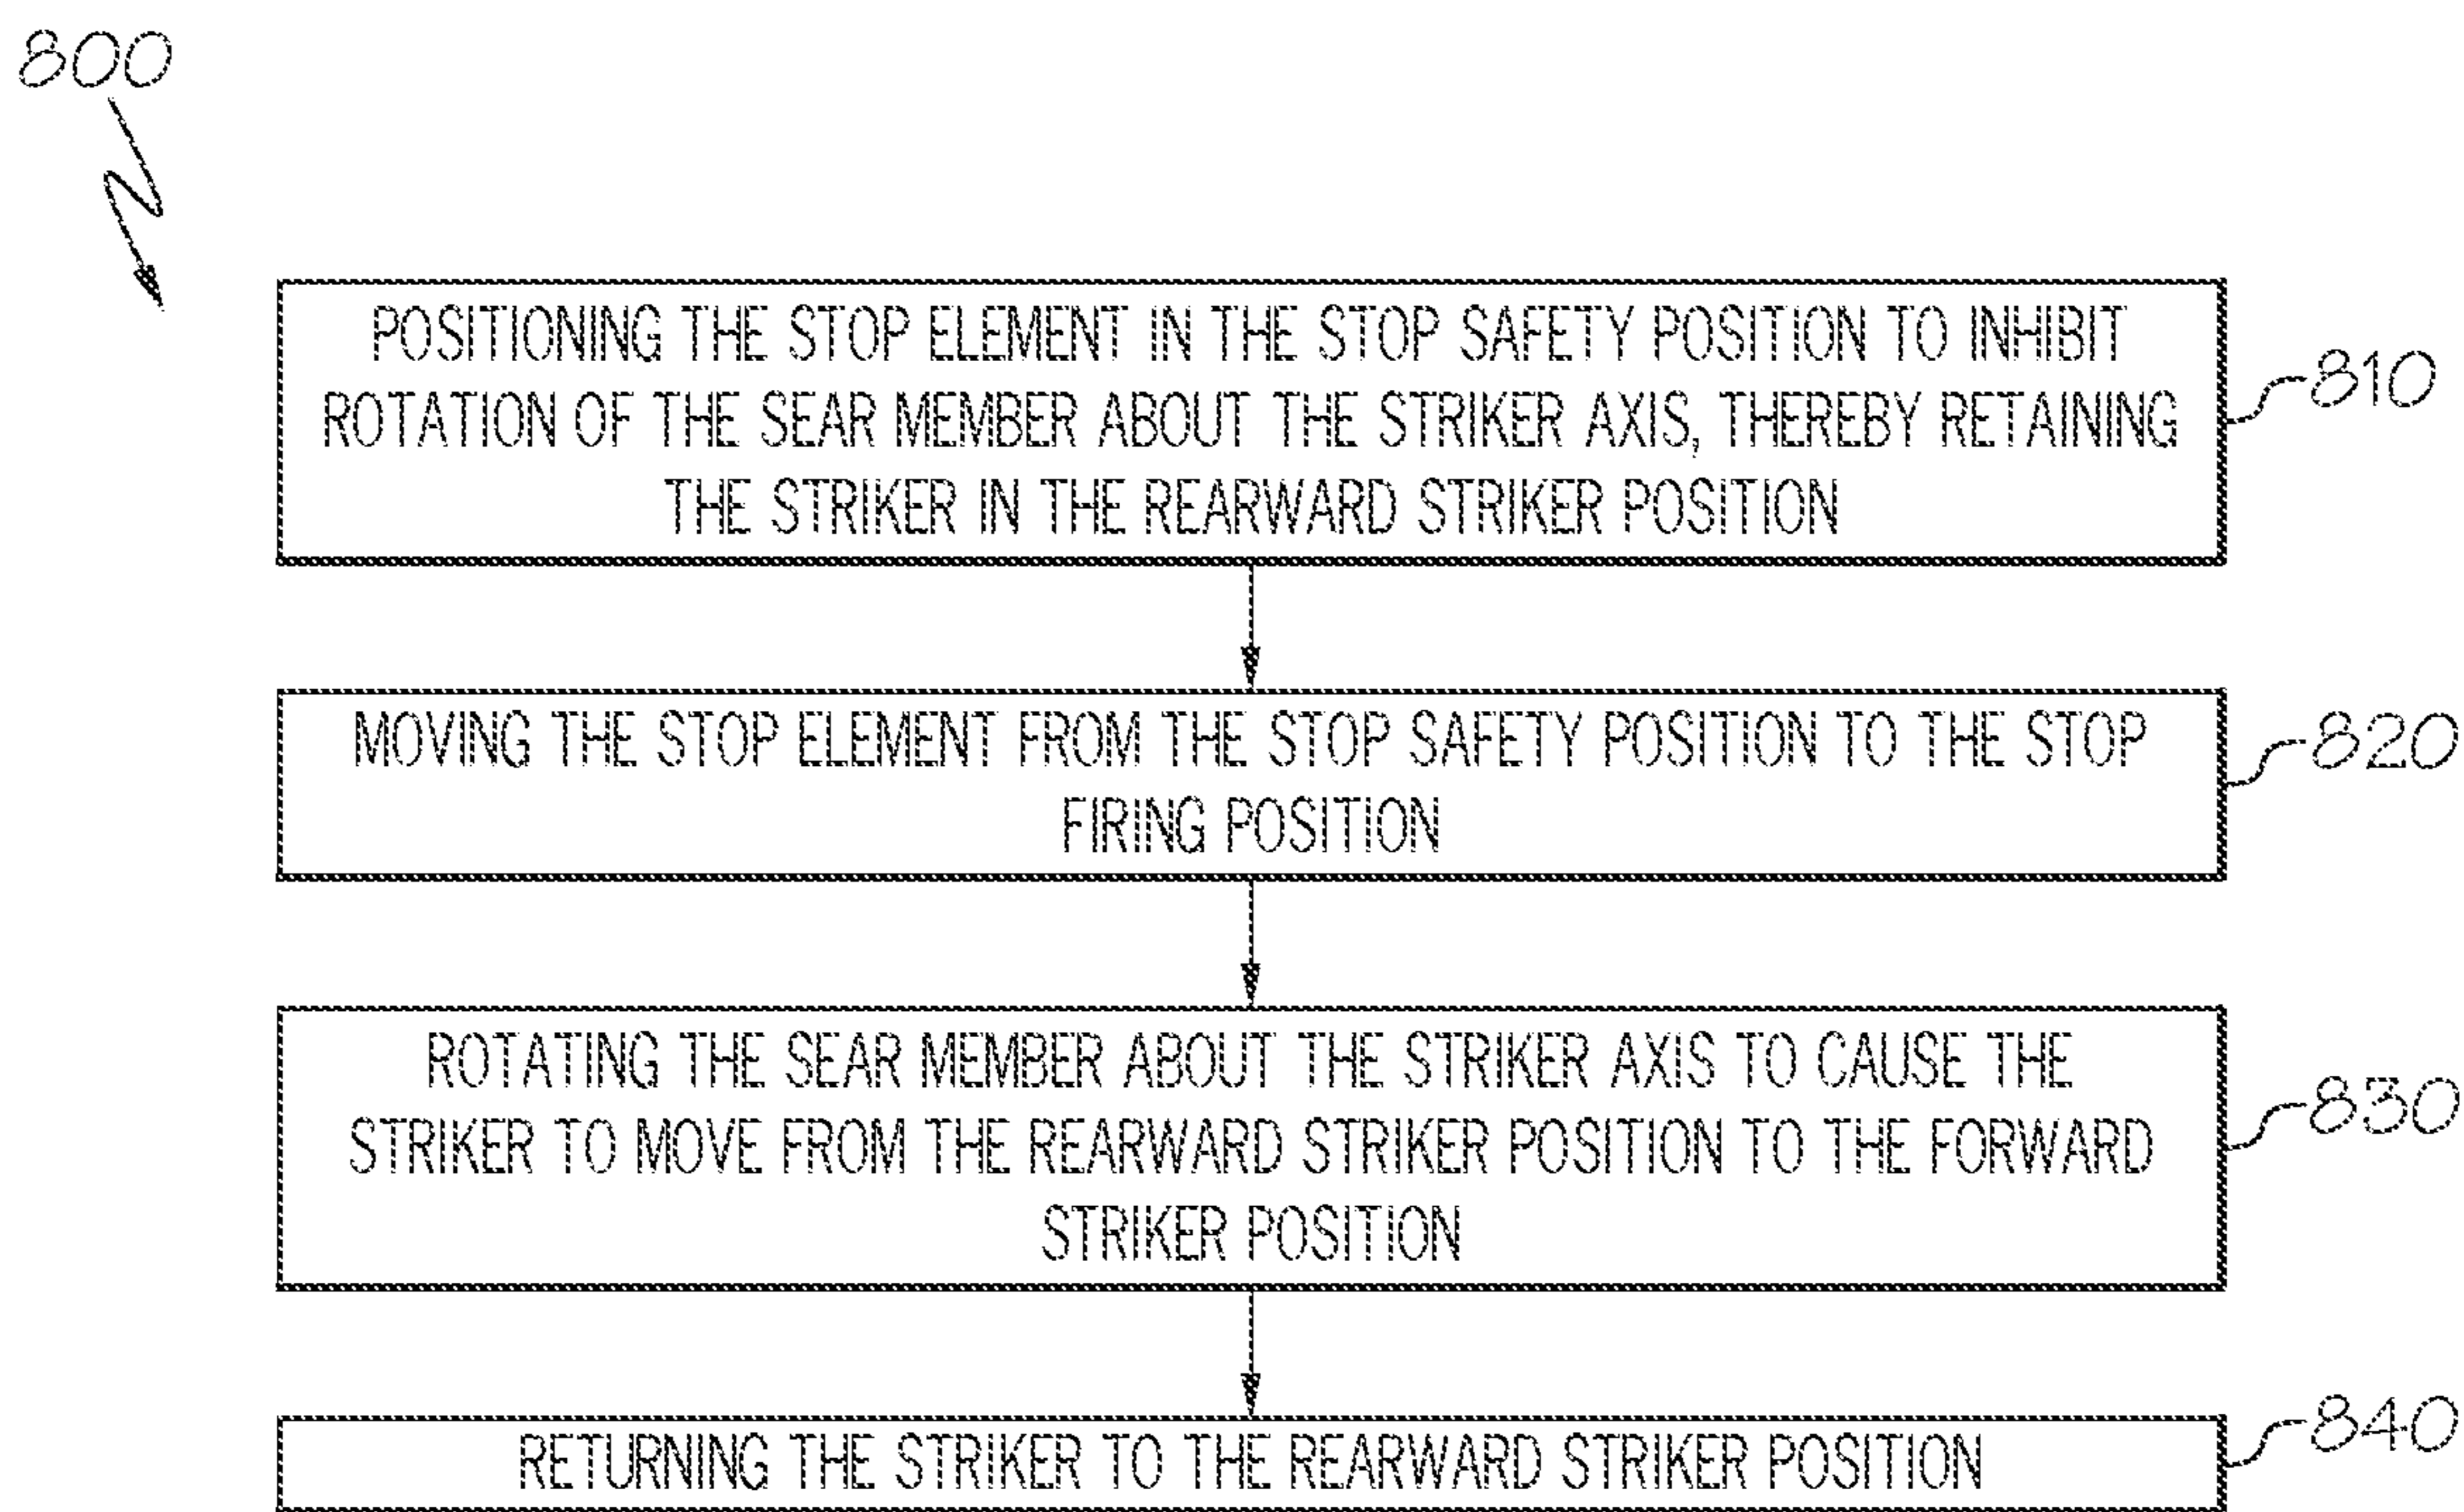 800
POSITIONING THE STOP ELEMENT IN THE STOP SAFETY POSITION TO INHIBIT
ROTATION OF THE SEAR MEMBER ABOUT THE STRIKER AXIS, THEREBY RETAINING
THE STRIKER IN THE REARWARD STRIKER POSITION
810
MOVING THE STOP ELEMENT FROM THE STOP SAFETY POSITION TO THE STOP
FIRING POSITION
820
ROTATING THE SEAR MEMBER ABOUT THE STRIKER AXIS TO CAUSE THE
STRIKER TO MOVE FROM THE REARWARD STRIKER POSITION TO THE FORWARD
STRIKER POSITION
830
RETURNING THE STRIKER TO THE REARWARD STRIKER POSITION
840